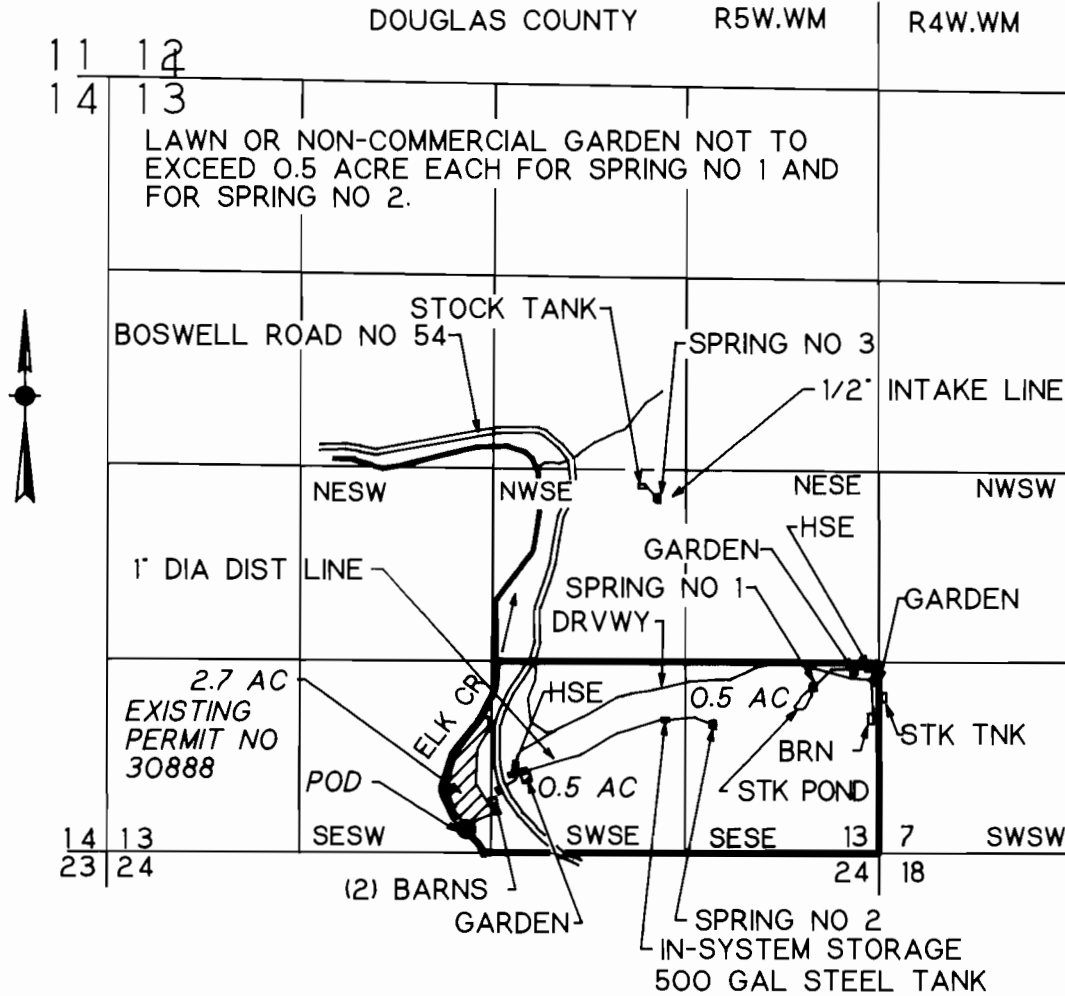 DOUGLAS COUNTY R5W.WM R4W.WM
11 12
14 13
LAWN OR NON-COMMERCIAL GARDEN NOT TO
EXCEED 0.5 ACRE EACH FOR SPRING NO 1 AND
FOR SPRING NO 2.
STOCK TANK
BOSWELL ROAD NO 54
SPRING NO 3
1/2" INTAKE LINE
NESW NWSE NESE NWSW
HSE
GARDEN
1" DIA DIST LINE
SPRING NO 1
GARDEN
DRVWY
2.7 AC
EXISTING
PERMIT NO
30888
ELK CR
HSE
0.5 AC
BRN
STK TNK
POD
0.5 AC
STK POND
14 13 SESW SWSE SESE 13 7 SWSW
23 24 24 18
(2) BARNS
GARDEN
SPRING NO 2
IN-SYSTEM STORAGE
500 GAL STEEL TANK